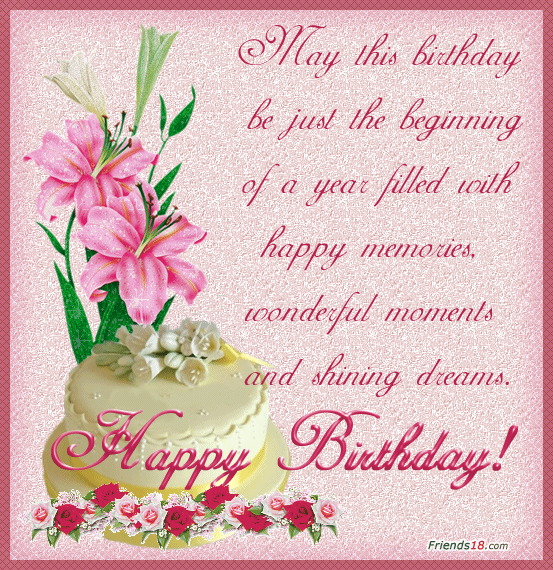 May this birthday
be just the beginning
of a year filled with
happy memories,
wonderful moments
and shining dreams.
Happy Birthday!
Friends18.com